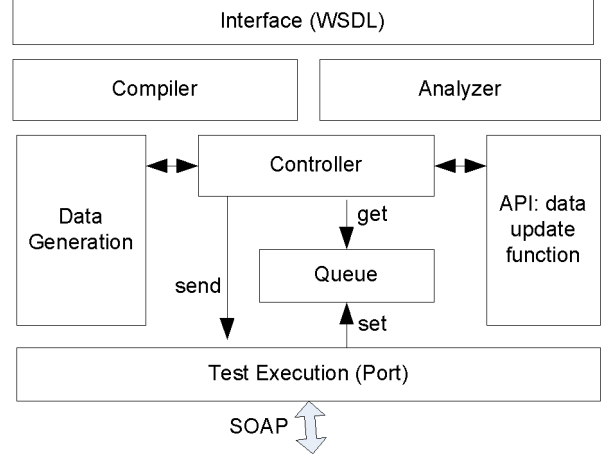 Interface (WSDL)
Compiler
Analyzer
Data
Generation
Controller
API: data
update
function
get
Queue
send
set
Test Execution (Port)
SOAP